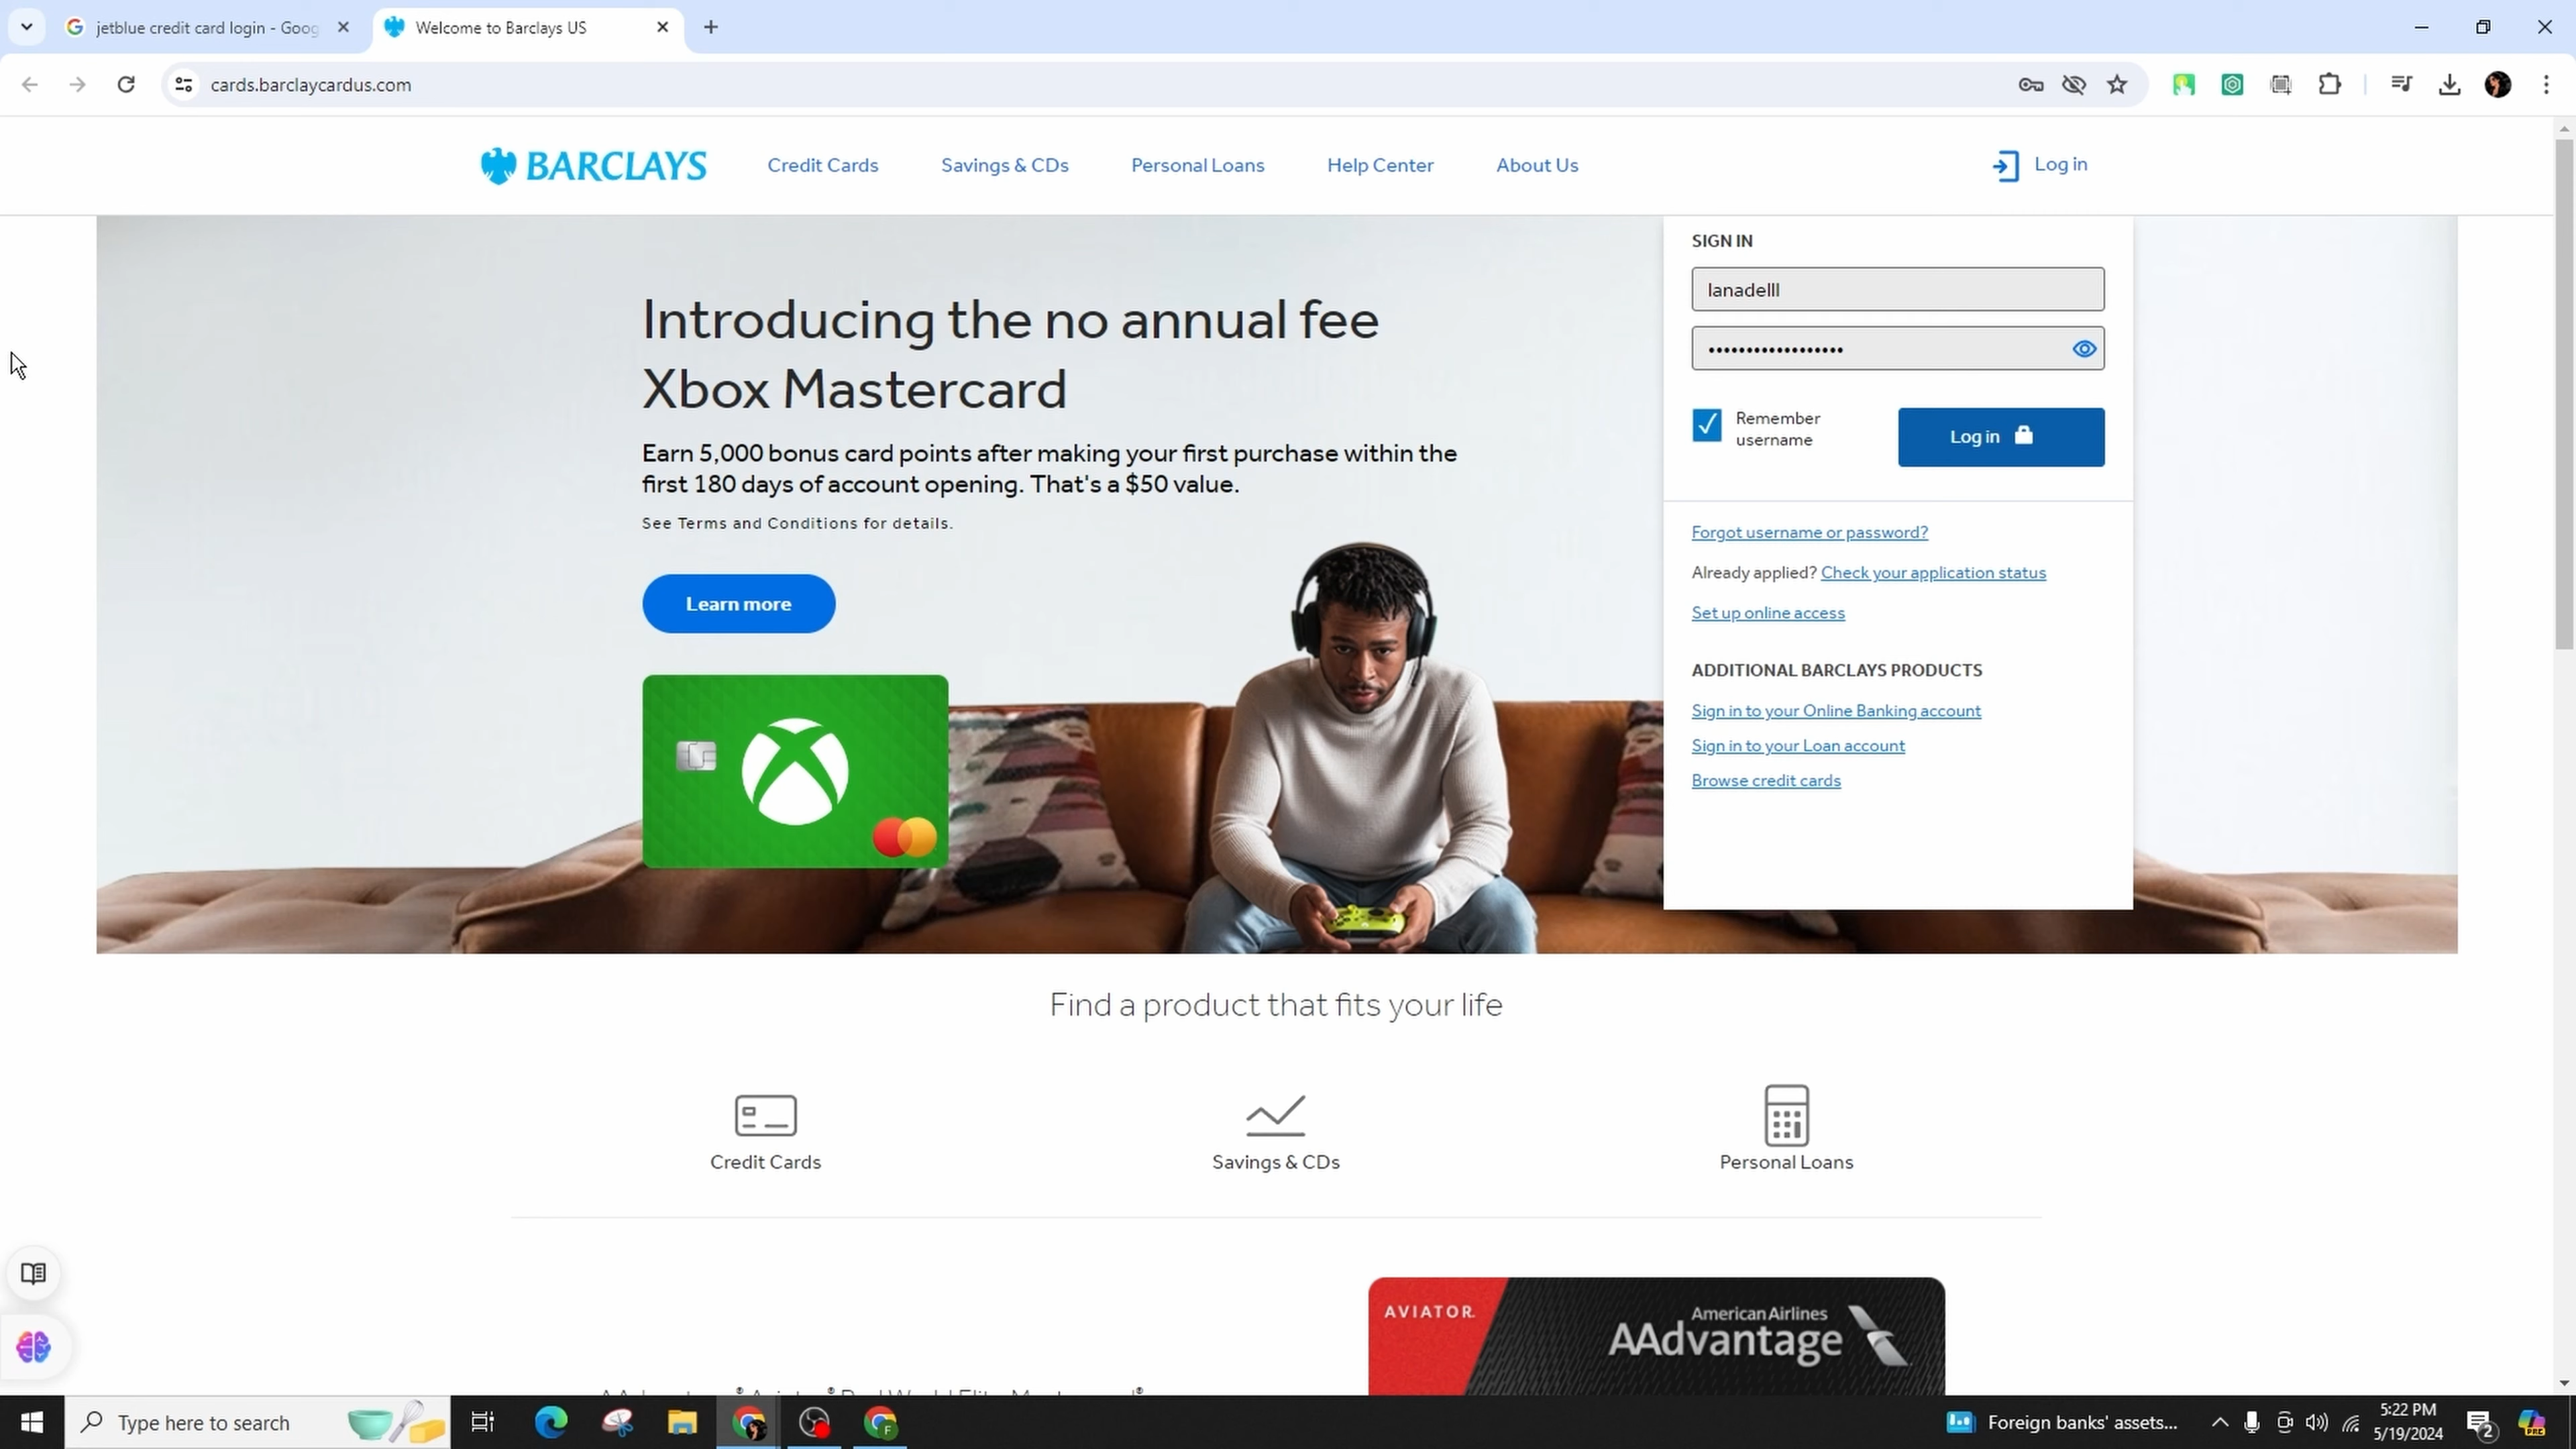 jetblue credit card login - Goog
Welcome to Barclays US
cards.barclaycardus.com
BARCLAYS
Credit Cards
Savings & CDs
Personal Loans
Help Center
About Us
Log in
Introducing the no annual fee
Xbox Mastercard
Earn 5,000 bonus card points after making your first purchase within the
first 180 days of account opening. That's a $50 value.
See Terms and Conditions for details.
Learn more
SIGN IN
lanadelll
••••••••••••••••••
Remember
username
Log in
Forgot username or password?
Already applied? Check your application status
Set up online access
ADDITIONAL BARCLAYS PRODUCTS
Sign in to your Online Banking account
Sign in to your Loan account
Browse credit cards
Find a product that fits your life
Credit Cards
Savings & CDs
Personal Loans
AVIATOR
American Airlines
AAdvantage
Type here to search
F
Foreign banks' assets...
5:22 PM
5/19/2024
2
PRE